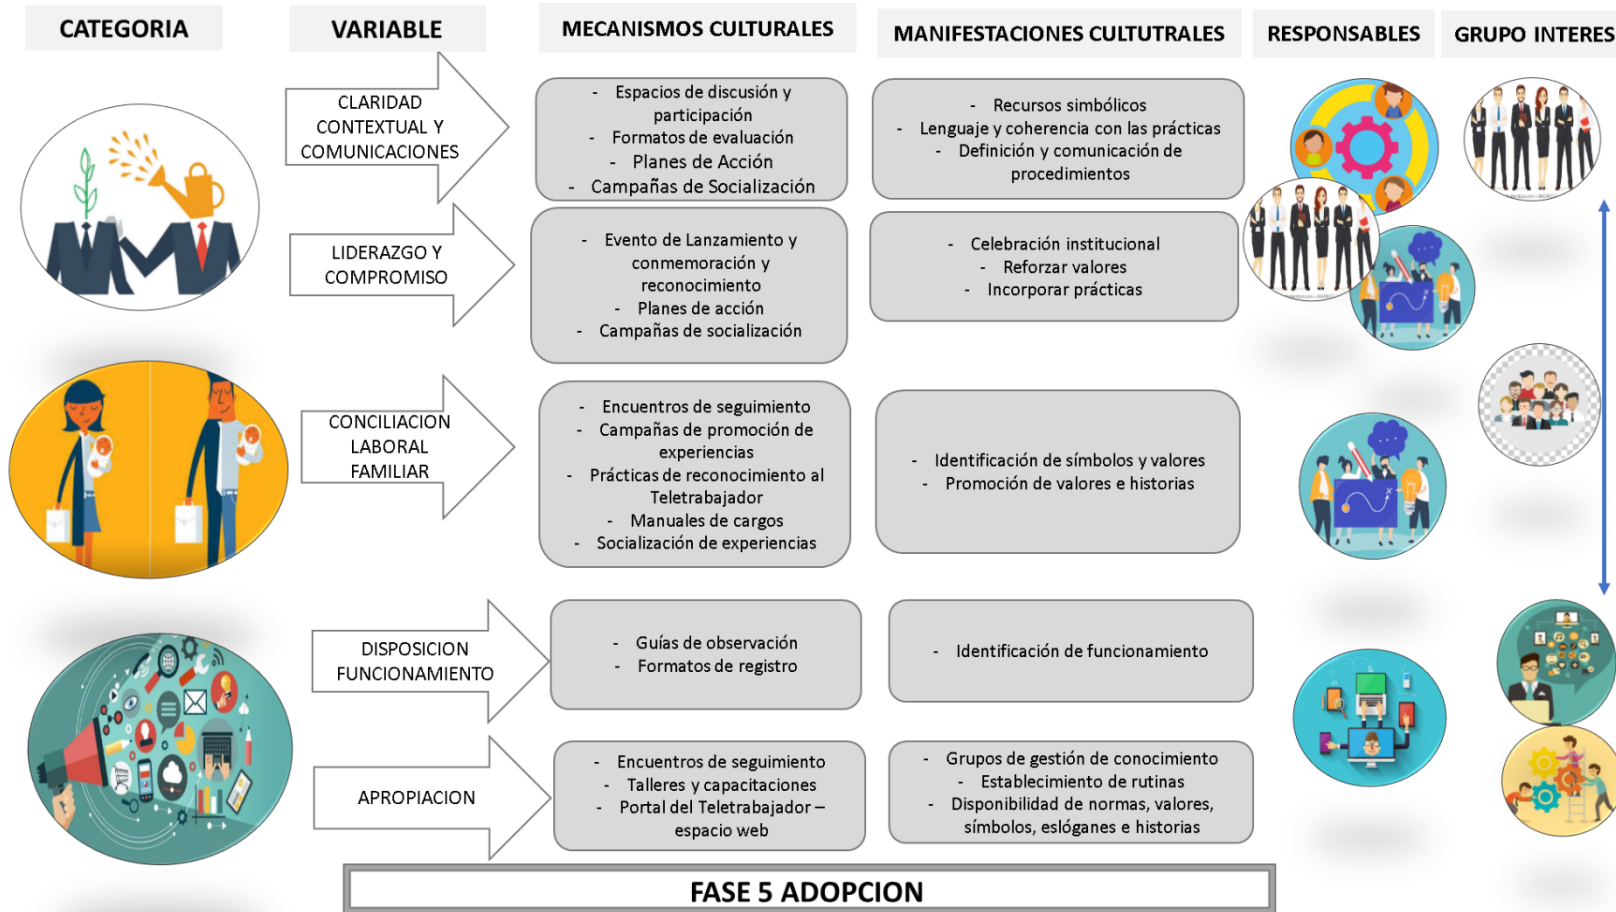 CATEGORIA
VARIABLE
MECANISMOS CULTURALES
MANIFESTACIONES CULTUTRALES
RESPONSABLES
GRUPO INTERES
CLARIDAD
CONTEXTUAL Y
COMUNICACIONES
- Espacios de discusión y
participación
- Formatos de evaluación
- Planes de Acción
- Campañas de Socialización
- Recursos simbólicos
- Lenguaje y coherencia con las prácticas
- Definición y comunicación de
procedimientos
LIDERAZGO Y
COMPROMISO
- Evento de Lanzamiento y
conmemoración y
reconocimiento
- Planes de acción
- Campañas de socialización
- Celebración institucional
- Reforzar valores
- Incorporar prácticas
CONCILIACION
LABORAL
FAMILIAR
- Encuentros de seguimiento
- Campañas de promoción de
experiencias
- Prácticas de reconocimiento al
Teletrabajador
- Manuales de cargos
- Socialización de experiencias
- Identificación de símbolos y valores
- Promoción de valores e historias
DISPOSICION
FUNCIONAMIENTO
- Guías de observación
- Formatos de registro
- Identificación de funcionamiento
APROPIACION
- Encuentros de seguimiento
- Talleres y capacitaciones
- Portal del Teletrabajador –
espacio web
- Grupos de gestión de conocimiento
- Establecimiento de rutinas
- Disponibilidad de normas, valores,
símbolos, eslóganes e historias
FASE 5 ADOPCION